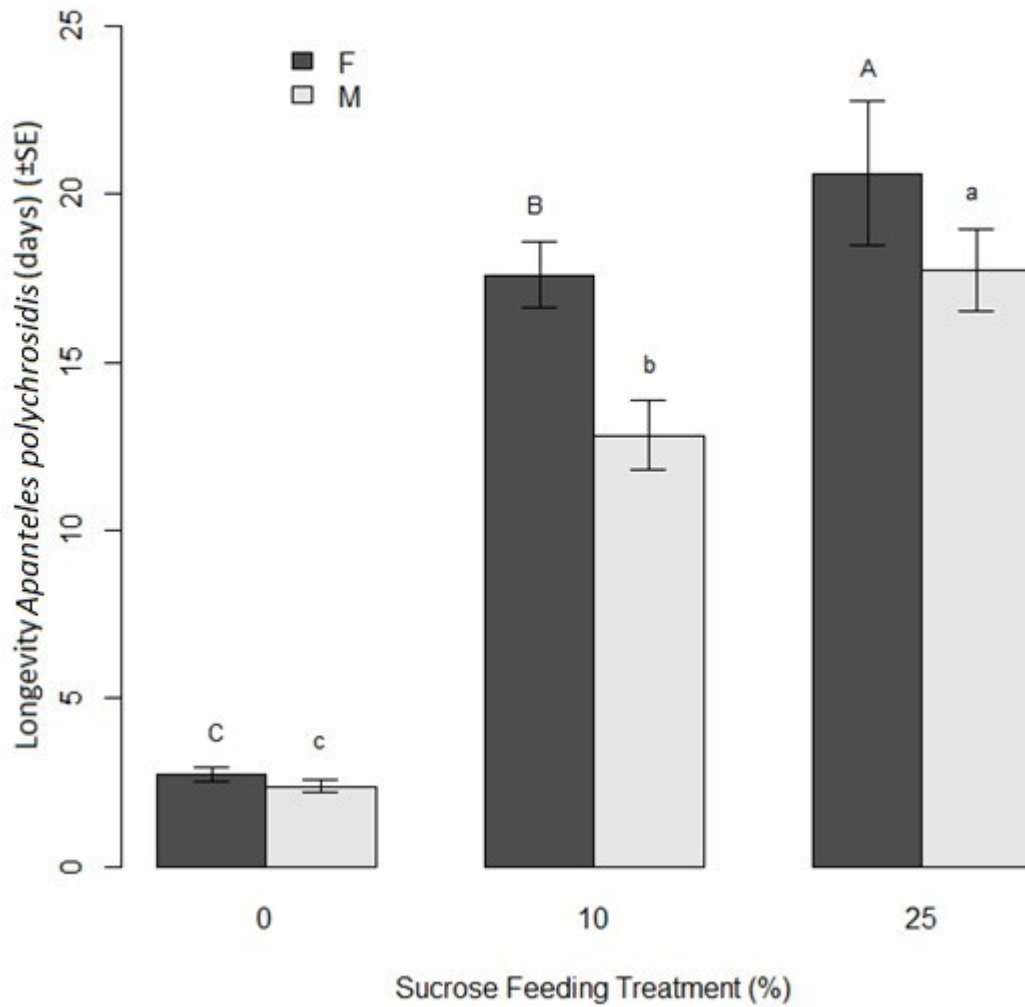 Longevity Apanteles polychrosidis (days) (±SE)
25
20
15
10
5
0
F
M
C
c
B
b
A
a
0
10
25
Sucrose Feeding Treatment (%)